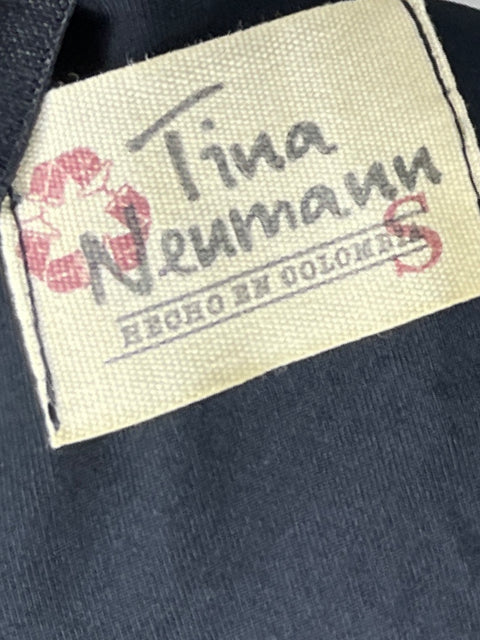 Tina
Neumann
S
HECHO EN COLOMBIA